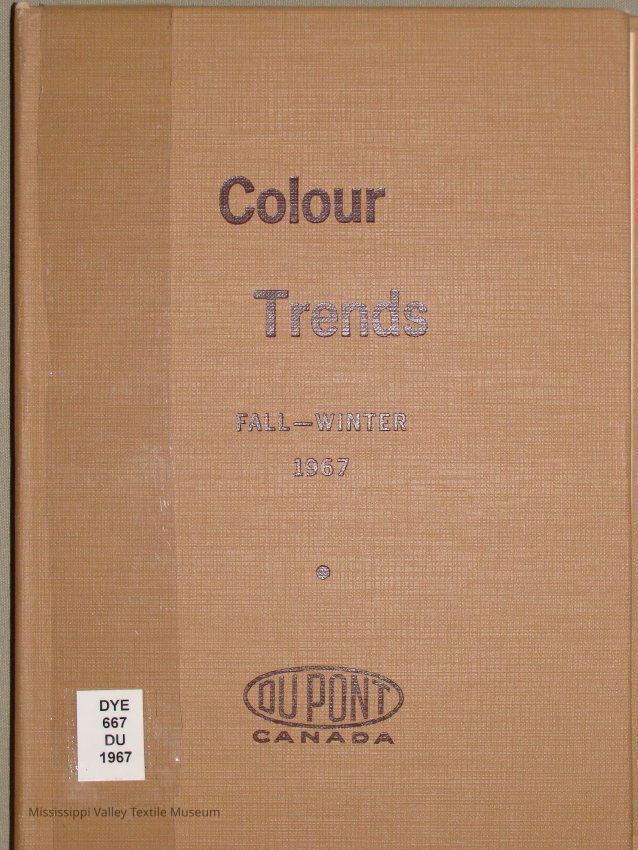 Colour
Trends
FALL—WINTER
1967
DU PONT
CANADA
DYE
667
DU
1967
Mississippi Valley Textile Museum